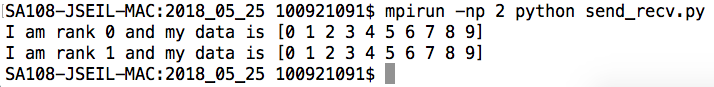 SA108-JSEIL-MAC:2018_05_25 100921091$ mpirun -np 2 python send_recv.py
I am rank 0 and my data is [0 1 2 3 4 5 6 7 8 9]
I am rank 1 and my data is [0 1 2 3 4 5 6 7 8 9]
SA108-JSEIL-MAC:2018_05_25 100921091$